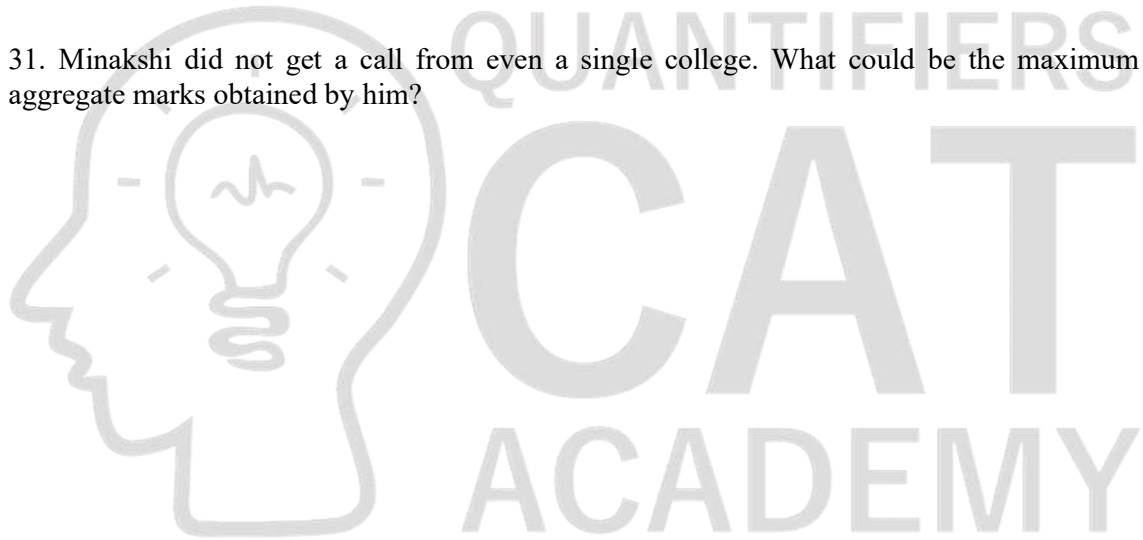 QUANTIFIERS
31. Minakshi did not get a call from even a single college. What could be the maximum
aggregate marks obtained by him?
CAT
ACADEMY